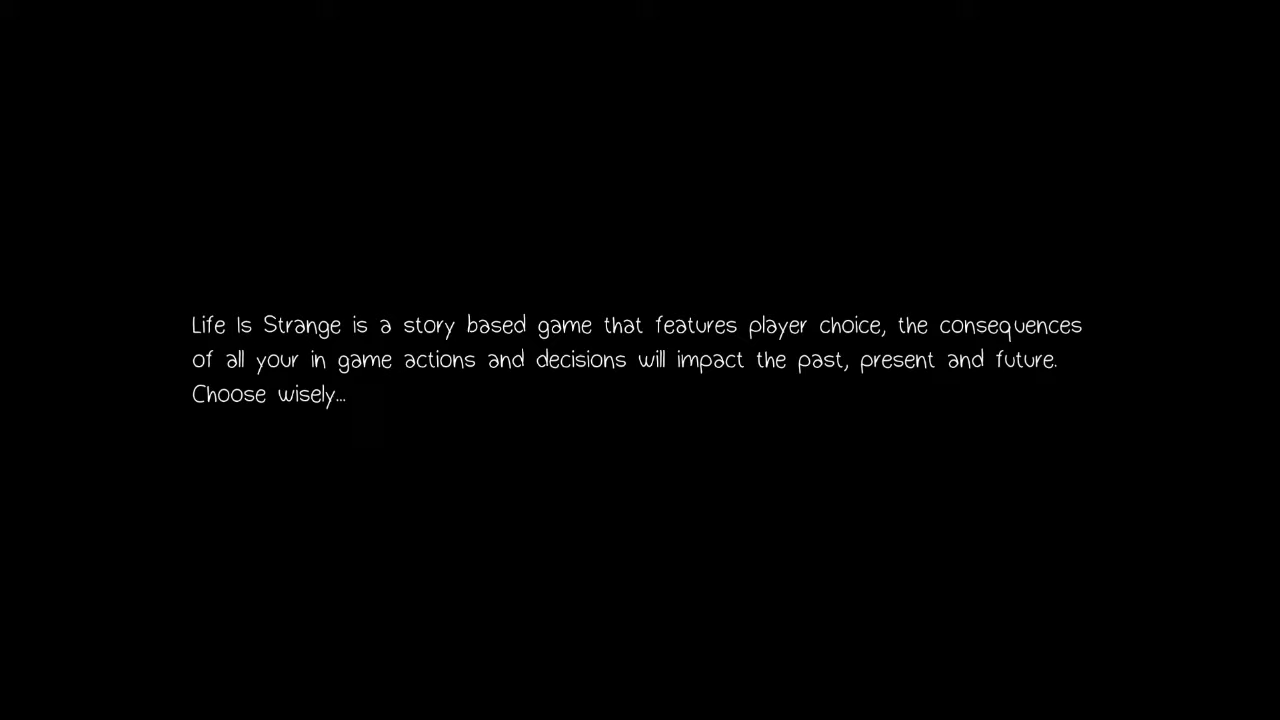 Life Is Strange is a story based game that features player choice, the consequences
of all your in game actions and decisions will impact the past, present and future.
Choose wisely...